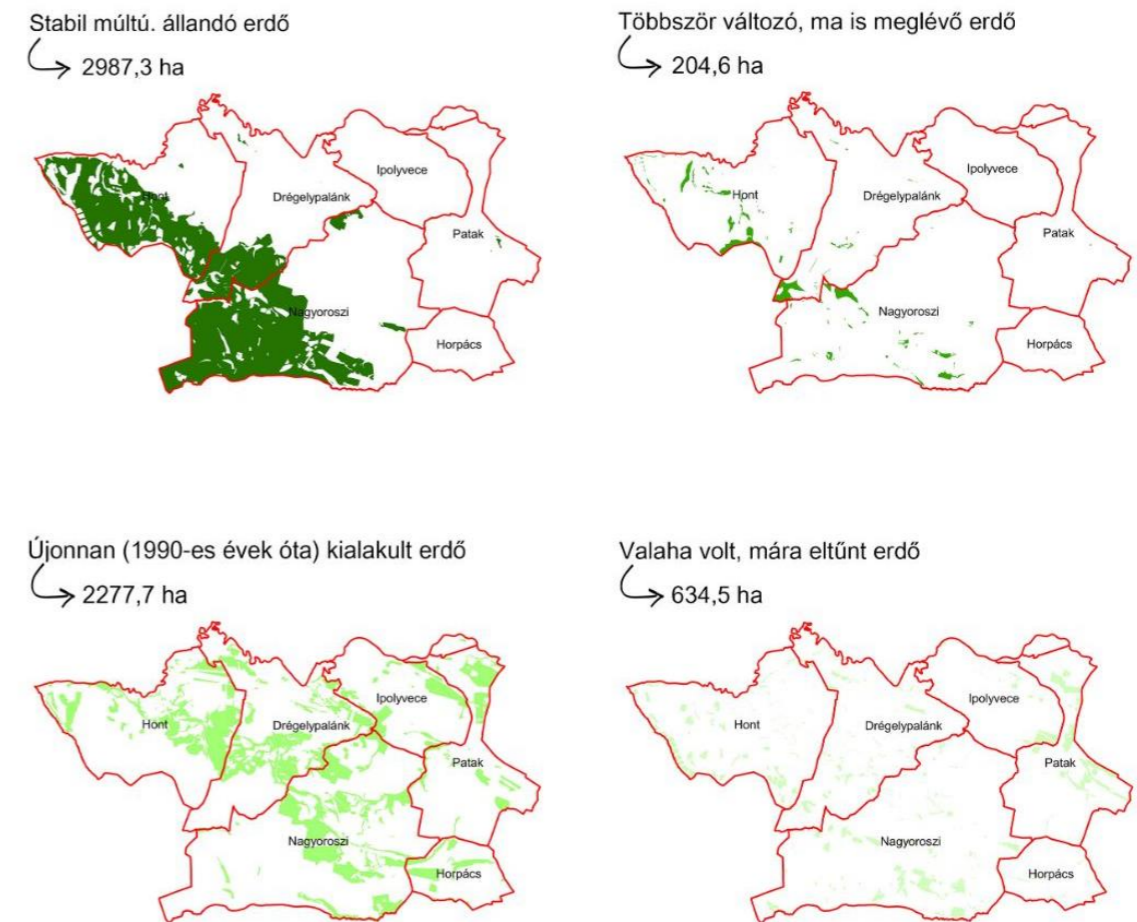 Stabil múltú. állandó erdő
2987,3 ha
Ipolyvece
Hont
Drégelypalánk
Patak
Nagyoroszi
Horpács
Többször változó, ma is meglévő erdő
204,6 ha
Ipolyvece
Hont
Drégelypalánk
Patak
Nagyoroszi
Horpács
Újonnan (1990-es évek óta) kialakult erdő
2277,7 ha
Ipolyvece
Hont
Drégelypalánk
Patak
Nagyoroszi
Horpács
Valaha volt, mára eltűnt erdő
634,5 ha
Ipolyvece
Hont
Drégelypalánk
Patak
Nagyoroszi
Horpács